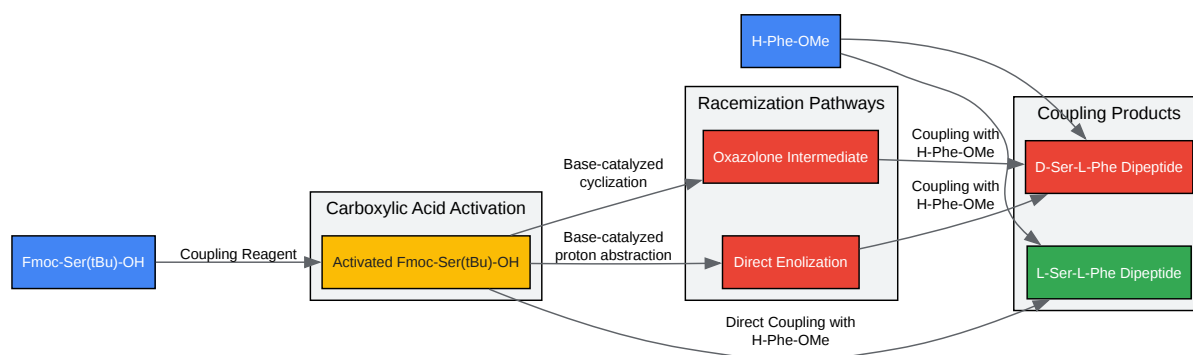 H-Phe-OMe
Racemization Pathways
Coupling Products
Oxazolone Intermediate
Coupling with
H-Phe-OMe
D-Ser-L-Phe Dipeptide
Base-catalyzed
cyclization
Coupling with
H-Phe-OMe
Carboxylic Acid Activation
Fmoc-Ser(tBu)-OH
Coupling Reagent
Activated Fmoc-Ser(tBu)-OH
Base-catalyzed
proton abstraction
Direct Enolization
L-Ser-L-Phe Dipeptide
Direct Coupling with
H-Phe-OMe